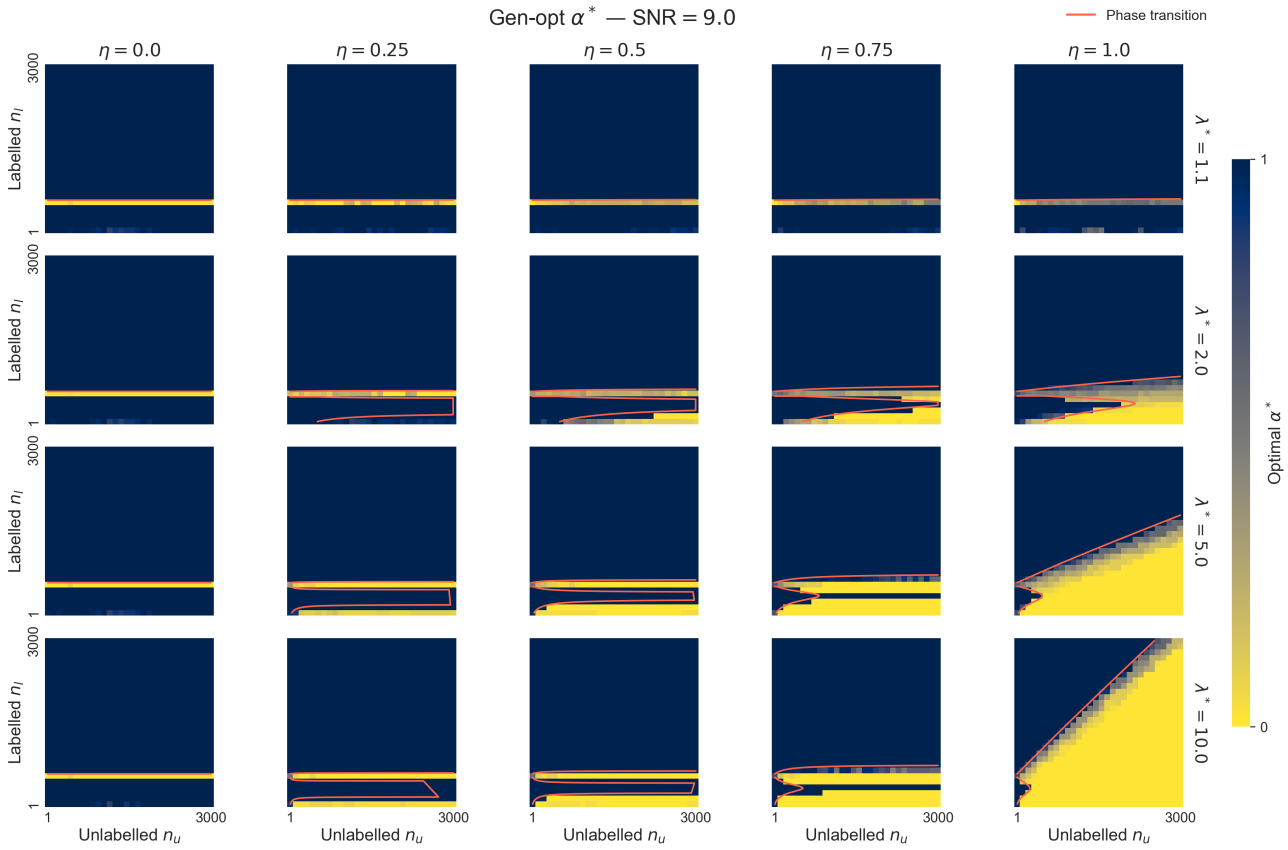 Gen-opt α* — SNR = 9.0
Phase transition
η = 0.0
η = 0.25
η = 0.5
η = 0.75
η = 1.0
Labelled n_l
3000
1
λ* = 1.1
Labelled n_l
3000
1
λ* = 2.0
Labelled n_l
3000
1
λ* = 5.0
Labelled n_l
3000
1
λ* = 10.0
1
0
Optimal α*
1 3000
1 3000
1 3000
1 3000
1 3000
Unlabelled n_u
Unlabelled n_u
Unlabelled n_u
Unlabelled n_u
Unlabelled n_u